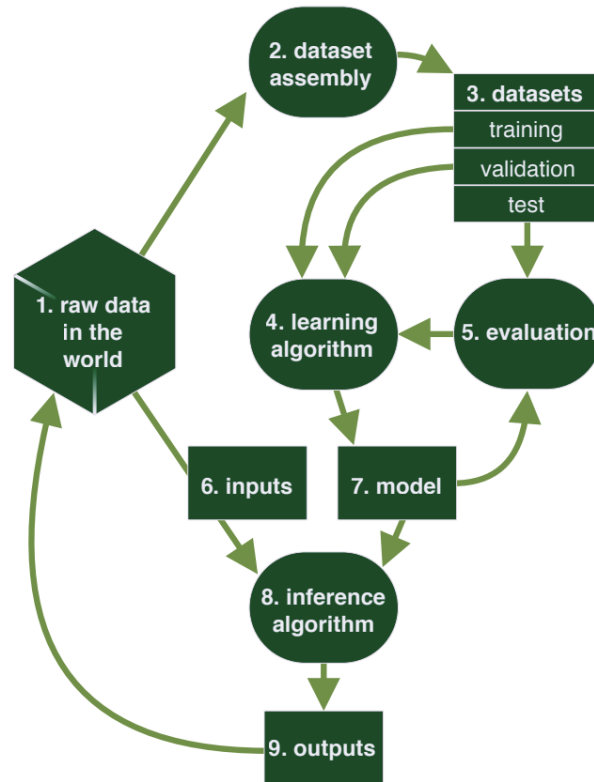 2. dataset
assembly
3. datasets
training
validation
test
1. raw data
in the
world
4. learning
algorithm
5. evaluation
6. inputs
7. model
8. inference
algorithm
9. outputs